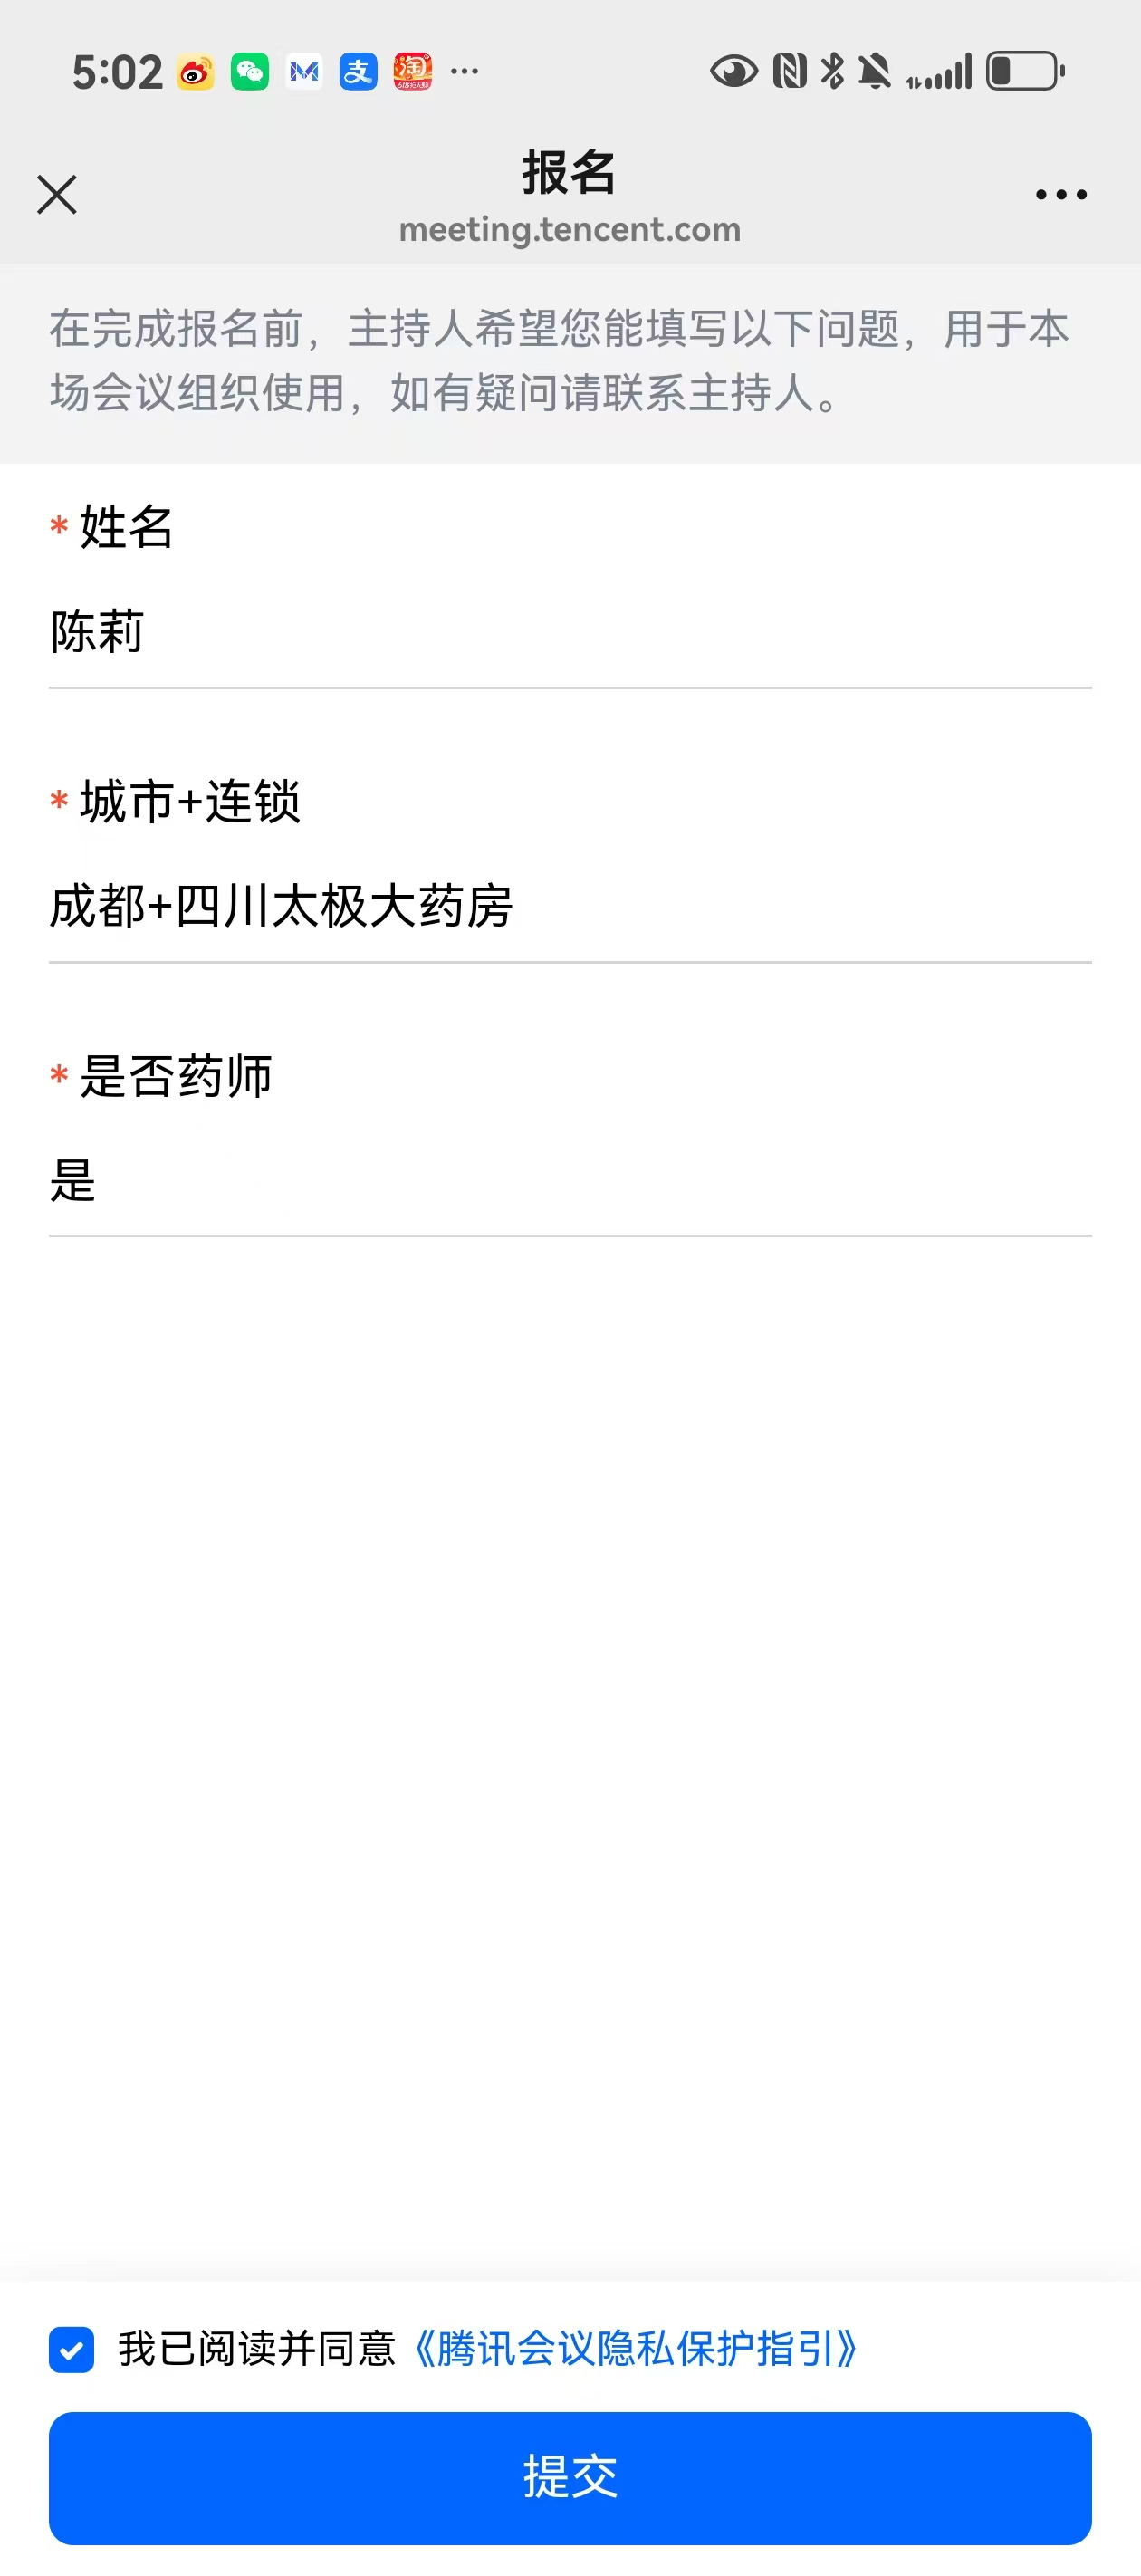 5:02
报名
meeting.tencent.com
在完成报名前，主持人希望您能填写以下问题，用于本
场会议组织使用，如有疑问请联系主持人。
* 姓名
陈莉
* 城市+连锁
成都+四川太极大药房
* 是否药师
是
我已阅读并同意《腾讯会议隐私保护指引》
提交